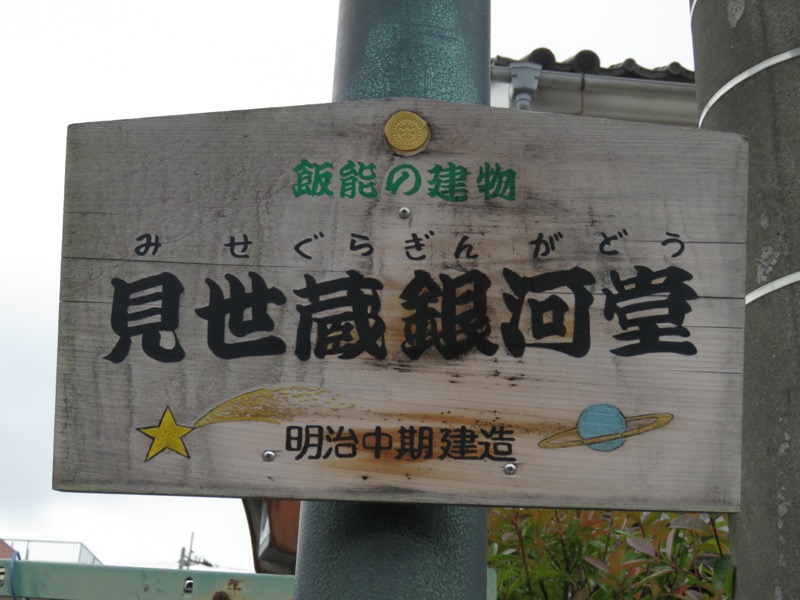 飯能の建物
みせぐらぎんがどう
見世蔵銀河堂
明治中期建造